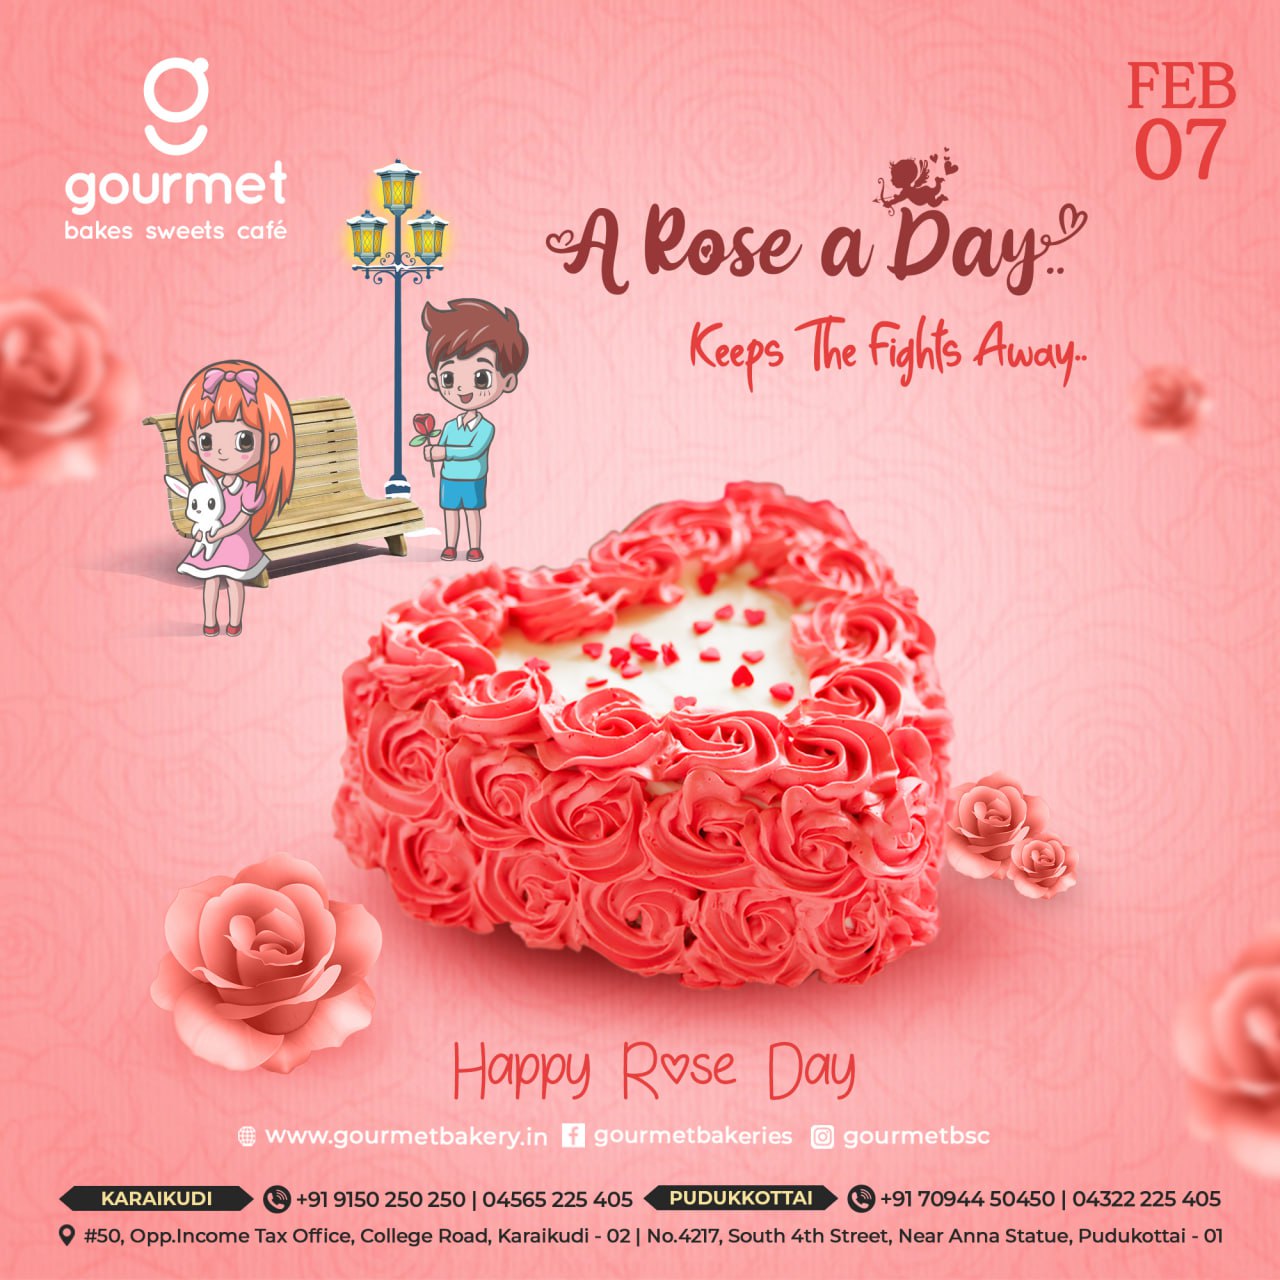 gourmet
bakes sweets café
FEB
07
A Rose a Day..
Keeps The Fights Away..
Happy Rose Day
www.gourmetbakery.in gourmetbakeries gourmetbsc
KARAIKUDI +91 9150 250 250 | 04565 225 405 PUDUKKOTTAI +91 70944 50450 | 04322 225 405
#50, Opp.Income Tax Office, College Road, Karaikudi - 02 | No.4217, South 4th Street, Near Anna Statue, Pudukottai - 01